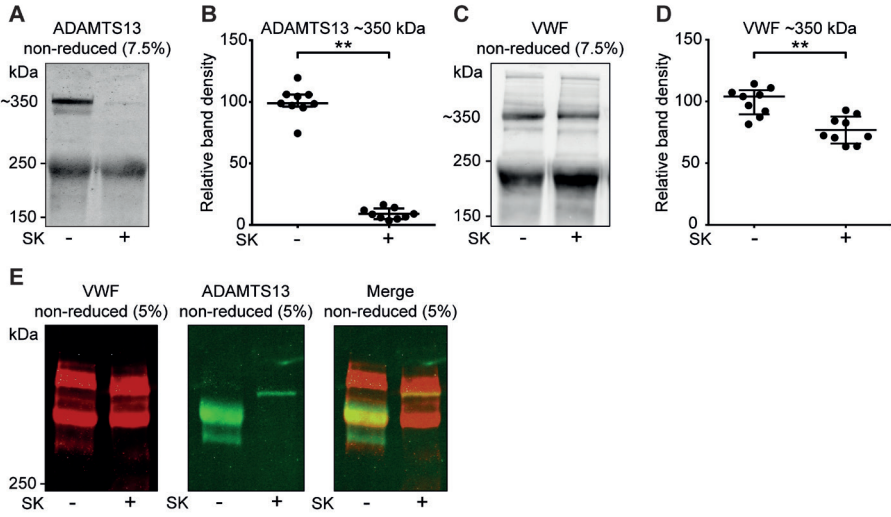 A
ADAMTS13
non-reduced (7.5%)
kDa
~350
250
150
SK
-
+
B
ADAMTS13 ~350 kDa
**
Relative band density
150
100
50
0
SK
-
+
C
VWF
non-reduced (7.5%)
kDa
~350
250
150
SK
-
+
D
VWF ~350 kDa
**
Relative band density
150
100
50
0
SK
-
+
E
VWF
non-reduced (5%)
ADAMTS13
non-reduced (5%)
Merge
non-reduced (5%)
kDa
250
SK
-
+
SK
-
+
SK
-
+